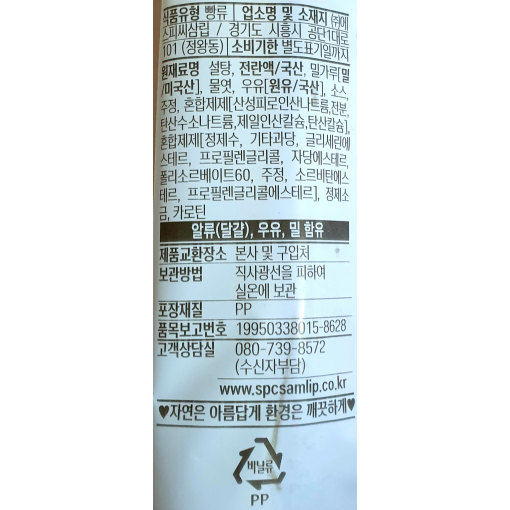 식품유형 빵류 업소명 및 소재지 ㈜에
스피씨삼립 / 경기도 시흥시 공단1대로
101 (정왕동) 소비기한 별도표기일까지
원재료명 설탕, 전란액/국산, 밀가루[밀
/미국산], 물엿, 우유[원유/국산], 소스,
주정, 혼합제제[산성피로인산나트륨,전분,
탄산수소나트륨,제일인산칼슘,탄산칼슘],
혼합제제[정제수, 기타과당, 글리세린에
스테르, 프로필렌글리콜, 자당에스테르,
폴리소르베이트60, 주정, 소르비탄에스
테르, 프로필렌글리콜에스테르], 정제소
금, 카로틴
알류(달걀), 우유, 밀 함유
제품교환장소 본사 및 구입처
보관방법 직사광선을 피하여
실온에 보관
포장재질 PP
품목보고번호 19950338015-8628
고객상담실 080-739-8572
(수신자부담)
www.spcsamlip.co.kr
♥자연은 아름답게 환경은 깨끗하게♥
비닐류
PP